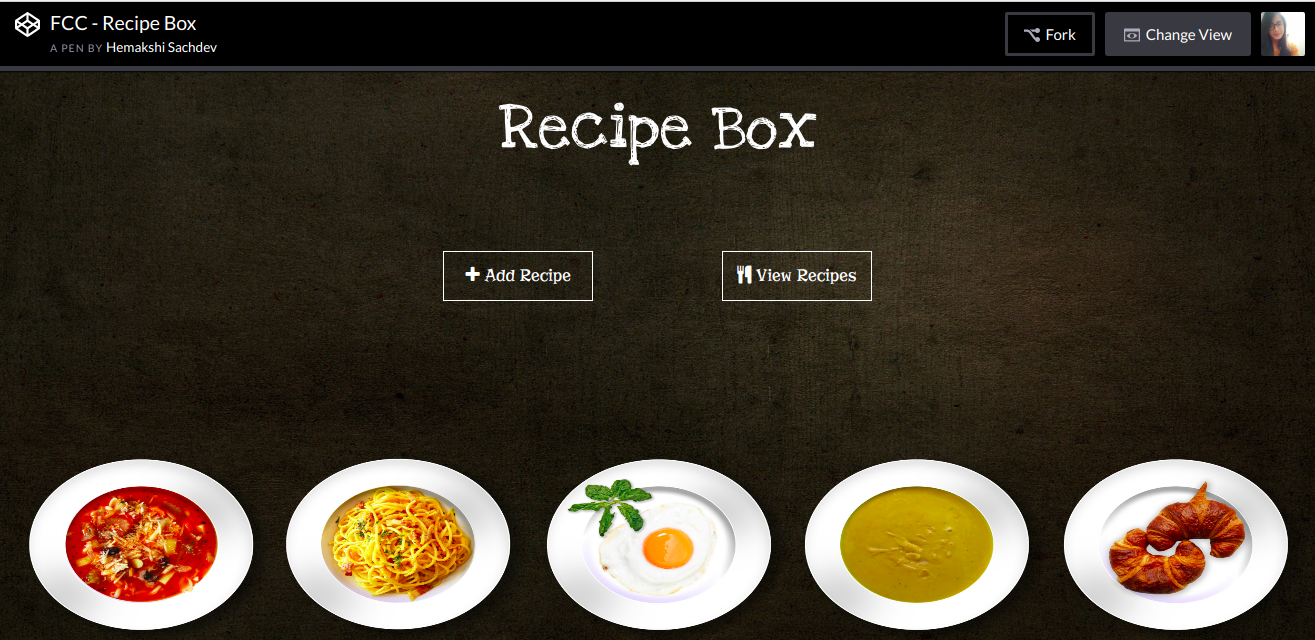 FCC - Recipe Box
A PEN BY Hemakshi Sachdev
Fork
Change View
Recipe Box
Add Recipe
View Recipes